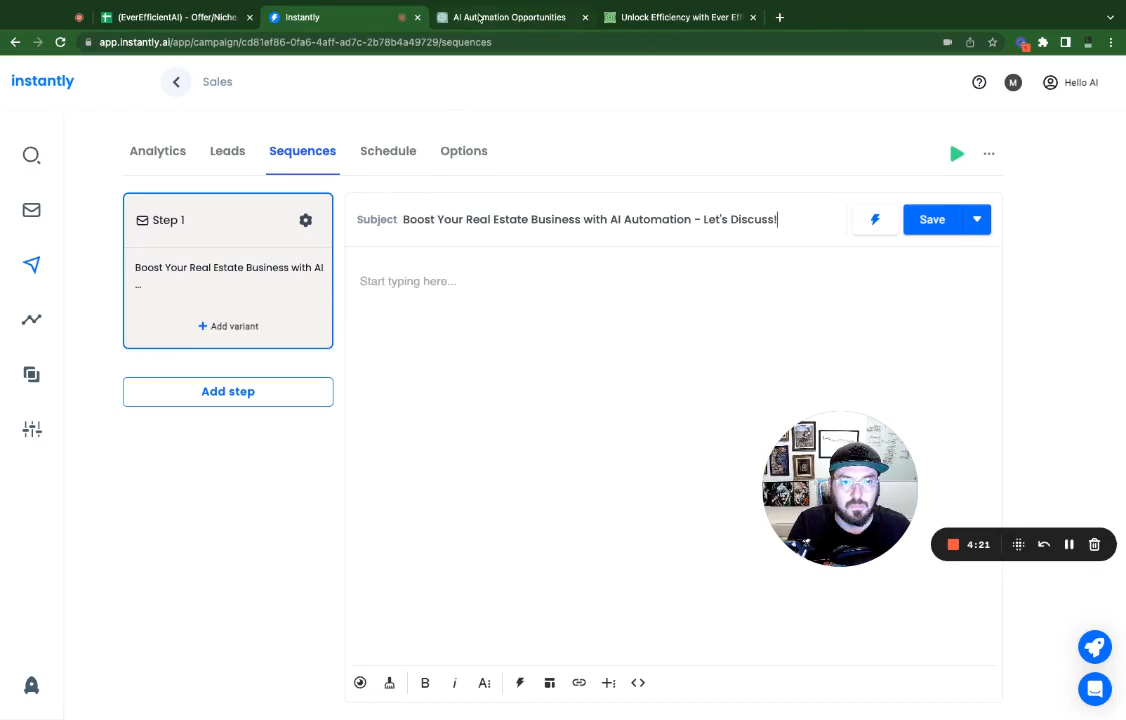 (EverEfficientAI) - Offer/Niche
Instantly
AI Automation Opportunities
Unlock Efficiency with Ever Eff
app.instantly.ai/app/campaign/cd81ef86-0fa6-4aff-ad7c-2b78b4a49729/sequences
1
instantly
Sales
M
Hello AI
Analytics
Leads
Sequences
Schedule
Options
Step 1
Subject Boost Your Real Estate Business with AI Automation - Let's Discuss!
Save
Boost Your Real Estate Business with AI
...
Start typing here...
+ Add variant
Add step
4:21
B
i
A